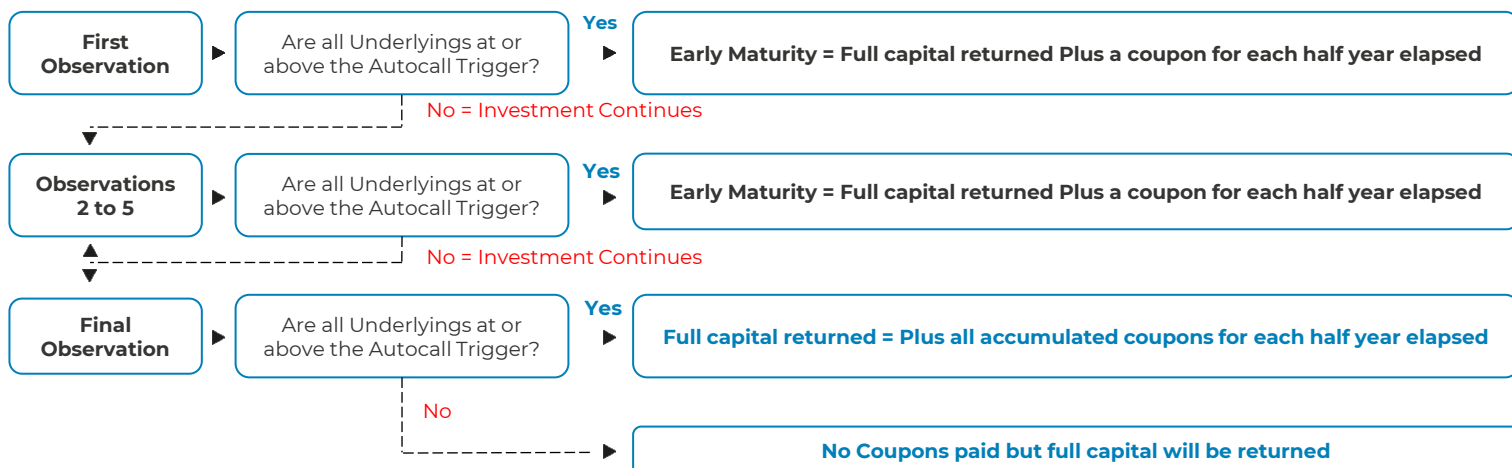 First
Observation
Are all Underlyings at or
above the Autocall Trigger?
Yes
Early Maturity = Full capital returned Plus a coupon for each half year elapsed
No = Investment Continues
Observations
2 to 5
Are all Underlyings at or
above the Autocall Trigger?
Yes
Early Maturity = Full capital returned Plus a coupon for each half year elapsed
No = Investment Continues
Final
Observation
Are all Underlyings at or
above the Autocall Trigger?
Yes
Full capital returned = Plus all accumulated coupons for each half year elapsed
No
No Coupons paid but full capital will be returned